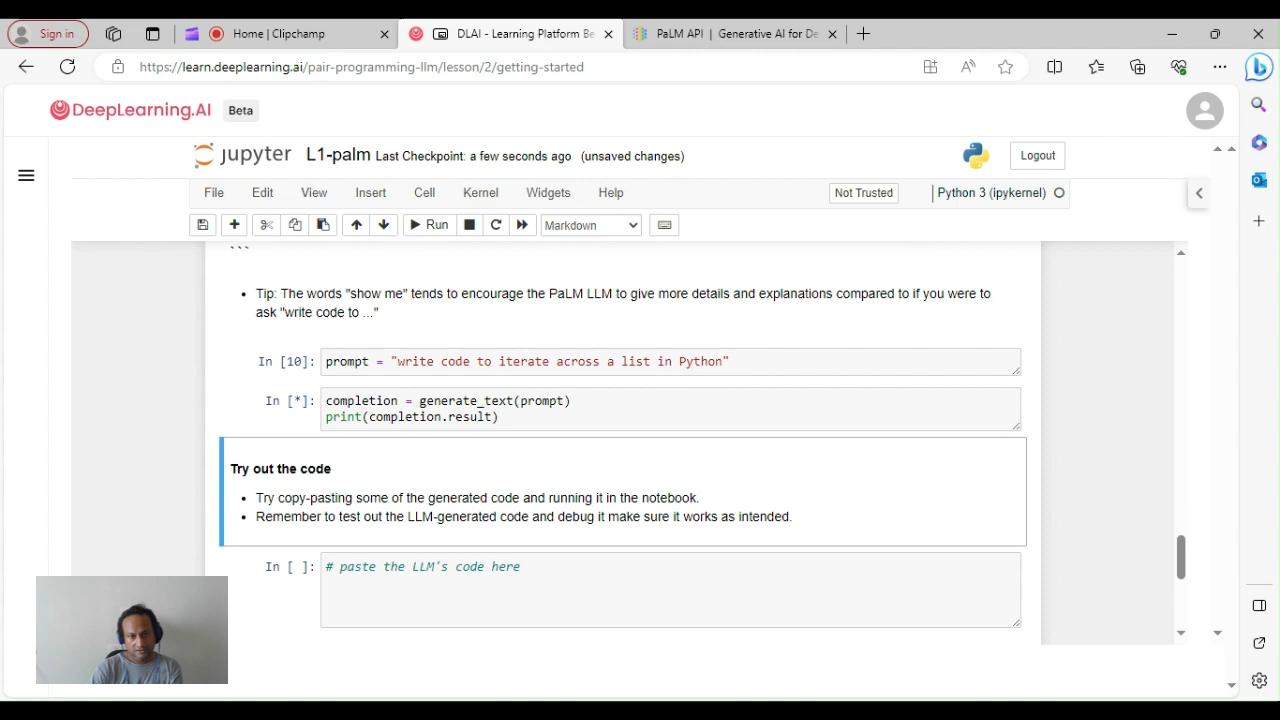 Sign in
Home | Clipchamp
DLAI - Learning Platform Be
PaLM API | Generative AI for De
https://learn.deeplearning.ai/pair-programming-llm/lesson/2/getting-started
DeepLearning.AI Beta
jupyter L1-palm Last Checkpoint: a few seconds ago (unsaved changes)
Logout
File Edit View Insert Cell Kernel Widgets Help
Not Trusted
Python 3 (ipykernel)
Run
Markdown
```
• Tip: The words "show me" tends to encourage the PaLM LLM to give more details and explanations compared to if you were to
ask "write code to ..."
In [10]: prompt = "write code to iterate across a list in Python"
In [*]: completion = generate_text(prompt)
print(completion.result)
Try out the code
• Try copy-pasting some of the generated code and running it in the notebook.
• Remember to test out the LLM-generated code and debug it make sure it works as intended.
In [ ]: # paste the LLM's code here